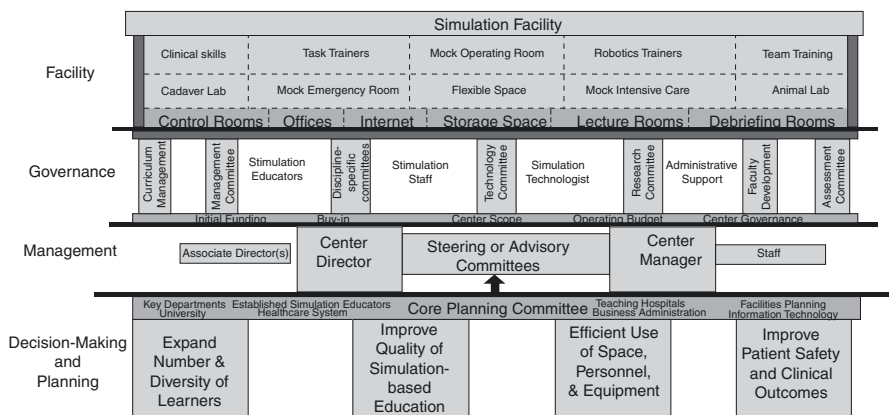 Simulation Facility
Facility
Clinical skills
Task Trainers
Mock Operating Room
Robotics Trainers
Team Training
Cadaver Lab
Mock Emergency Room
Flexible Space
Mock Intensive Care
Animal Lab
Control Rooms
Offices
Internet
Storage Space
Lecture Rooms
Debriefing Rooms
Governance
Curriculum
Management
Management
Committee
Stimulation
Educators
Discipline-
specific
committees
Stimulation
Staff
Technology
Committee
Simulation
Technologist
Research
Committee
Administrative
Support
Faculty
Development
Assessment
Committee
Initial Funding
Buy-in
Center Scope
Operating Budget
Center Governance
Management
Associate Director(s)
Center
Director
Steering or Advisory
Committees
Center
Manager
Staff
Key Departments
University
Established Simulation Educators
Healthcare System
Core Planning Committee
Teaching Hospitals
Business Administration
Facilities Planning
Information Technology
Decision-Making
and
Planning
Expand
Number &
Diversity of
Learners
Improve
Quality of
Simulation-
based
Education
Efficient Use
of Space,
Personnel,
& Equipment
Improve
Patient Safety
and Clinical
Outcomes